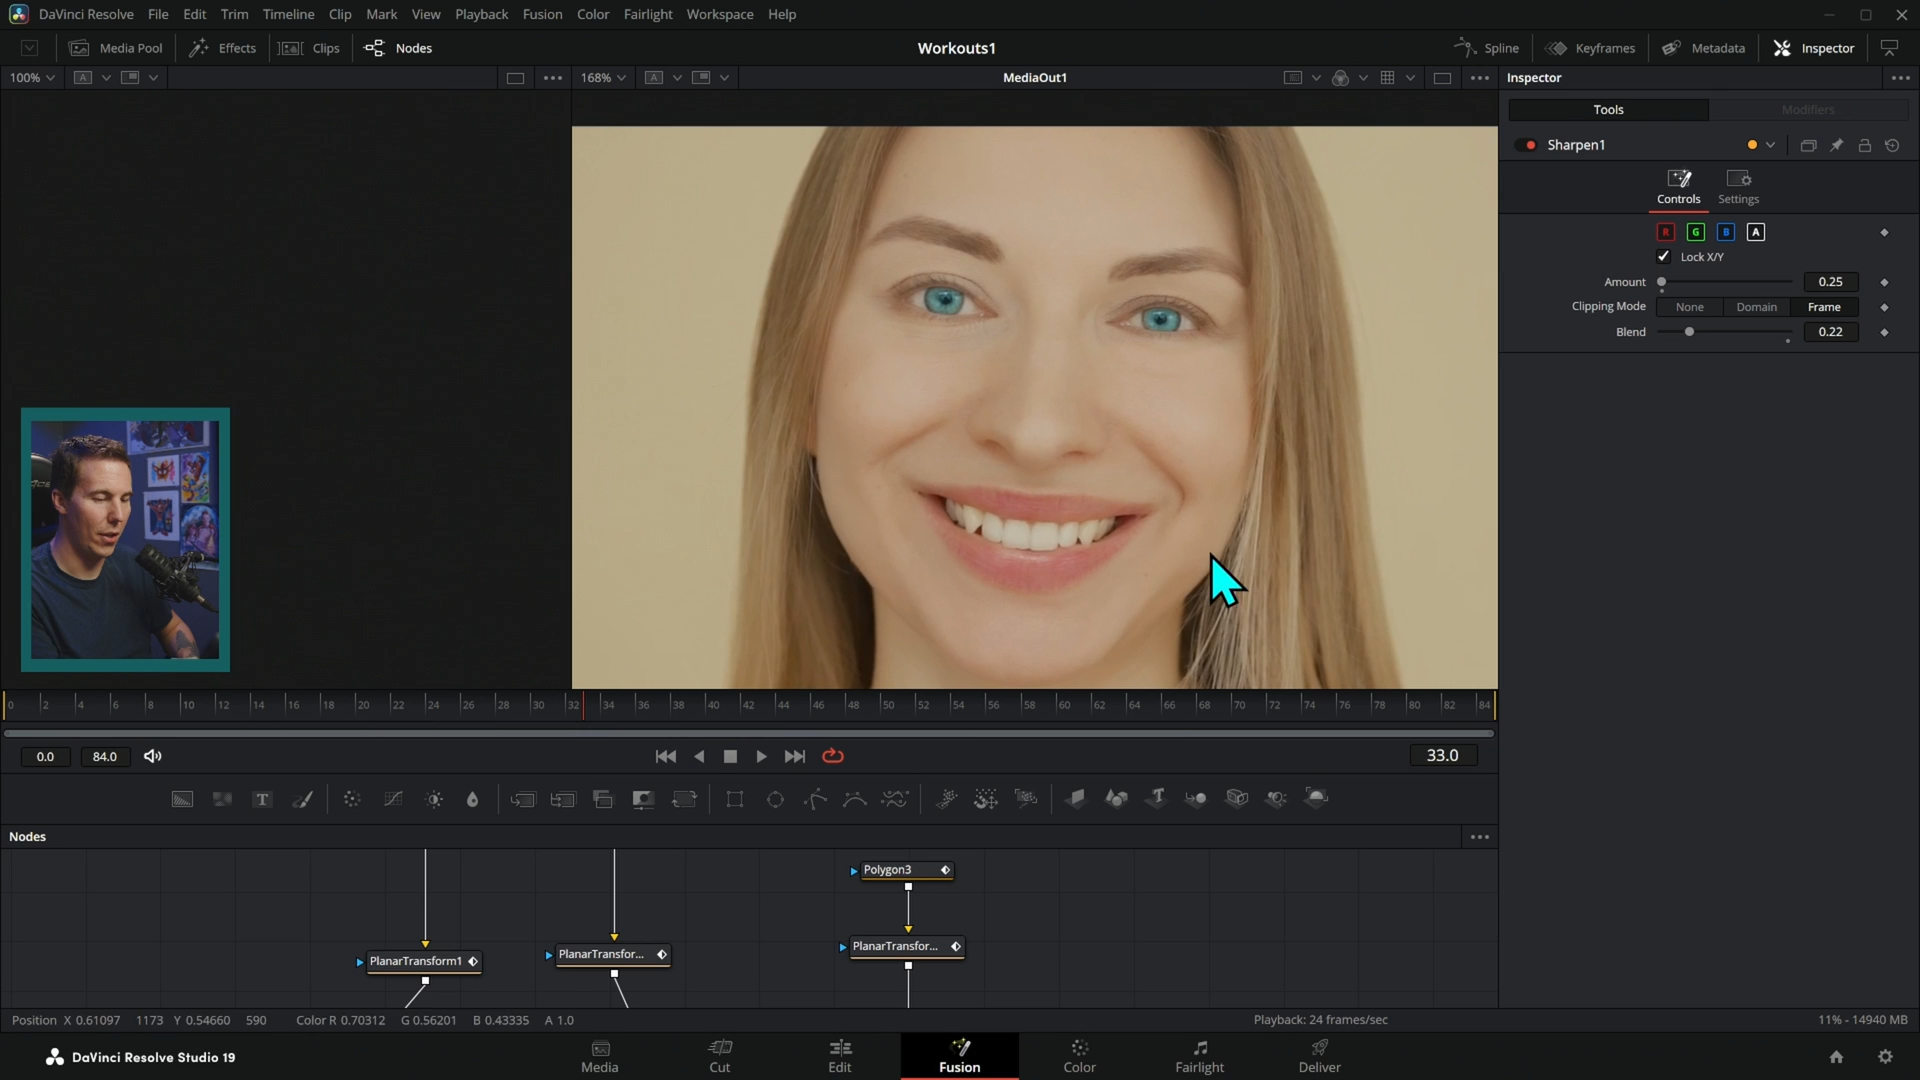 DaVinci Resolve File Edit Trim Timeline Clip Mark View Playback Fusion Color Fairlight Workspace Help
Media Pool Effects Clips Nodes Workouts1 Spline Keyframes Metadata Inspector
100% A 168% A MediaOut1 Inspector
Tools Modifiers
Sharpen1
Controls Settings
R G B A
Lock X/Y
Amount 0.25
Clipping Mode None Domain Frame
Blend 0.22
0 2 4 6 8 10 12 14 16 18 20 22 24 26 28 30 32 34 36 38 40 42 44 46 48 50 52 54 56 58 60 62 64 66 68 70 72 74 76 78 80 82 84
0.0 84.0 33.0
T T
Nodes
Polygon3
PlanarTransform1 PlanarTransfor... PlanarTransfor...
Position X 0.61097 1173 Y 0.54660 590 Color R 0.70312 G 0.56201 B 0.43335 A 1.0 Playback: 24 frames/sec 11% - 14940 MB
DaVinci Resolve Studio 19 Media Cut Edit Fusion Color Fairlight Deliver